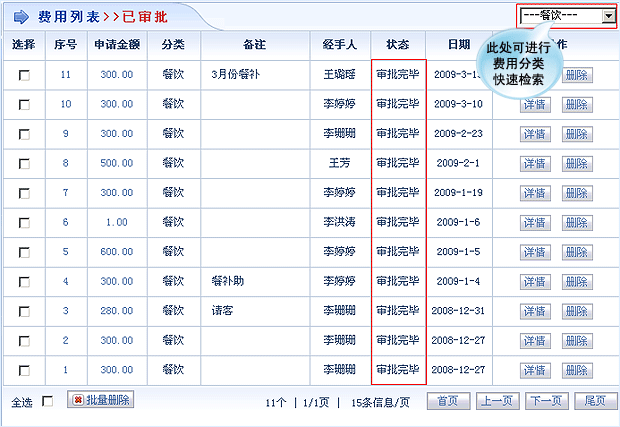 费用列表>>已审批
---餐饮---
选择 序号 申请金额 分类 备注 经手人 状态 日期 操作
此处可进行
费用分类
快速检索
11 300.00 餐饮 3月份餐补 王璐瑶 审批完毕 2009-3-1 删除
10 300.00 餐饮 李婷婷 审批完毕 2009-3-10 详情 删除
9 300.00 餐饮 李珊珊 审批完毕 2009-2-23 详情 删除
8 500.00 餐饮 王芳 审批完毕 2009-2-1 详情 删除
7 300.00 餐饮 李婷婷 审批完毕 2009-1-19 详情 删除
6 1.00 餐饮 李洪涛 审批完毕 2009-1-6 详情 删除
5 600.00 餐饮 李婷婷 审批完毕 2009-1-5 详情 删除
4 300.00 餐饮 餐补助 李婷婷 审批完毕 2009-1-4 详情 删除
3 280.00 餐饮 请客 李珊珊 审批完毕 2008-12-31 详情 删除
2 300.00 餐饮 李珊珊 审批完毕 2008-12-27 详情 删除
1 300.00 餐饮 李珊珊 审批完毕 2008-12-27 详情 删除
全选 批量删除 11个 | 1/1页 | 15条信息/页 首页 上一页 下一页 尾页